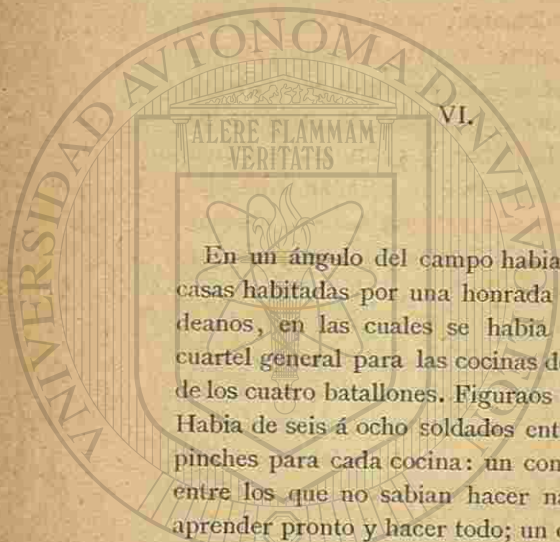 VI.
ALERE FLAMMAM
VERITATIS
En un ángulo del campo habia
casas habitadas por una honrada
deanos, en las cuales se habia
cuartel general para las cocinas
de los cuatro batallones. Figuraos
Habia de seis á ocho soldados
pinches para cada cocina: un
entre los que no sabian hacer
aprender pronto y hacer todo; un